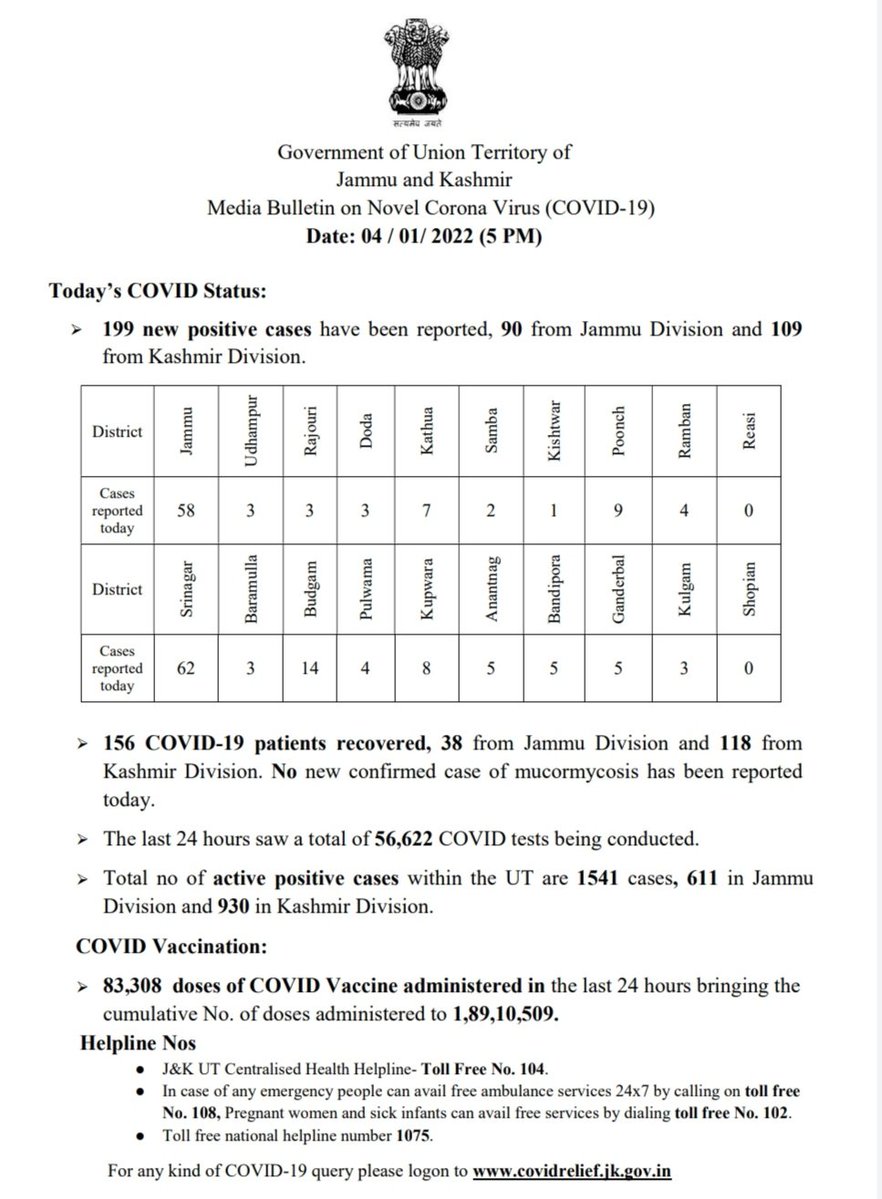 सत्यमेव जयते
Government of Union Territory of
Jammu and Kashmir
Media Bulletin on Novel Corona Virus (COVID-19)
Date: 04 / 01/ 2022 (5 PM)
Today's COVID Status:
➢ 199 new positive cases have been reported, 90 from Jammu Division and 109
from Kashmir Division.
District Jammu Udhampur Rajouri Doda Kathua Samba Kishtwar Poonch Ramban Reasi
Cases reported today 58 3 3 3 7 2 1 9 4 0
District Srinagar Baramulla Budgam Pulwama Kupwara Anantnag Bandipora Ganderbal Kulgam Shopian
Cases reported today 62 3 14 4 8 5 5 5 3 0
➢ 156 COVID-19 patients recovered, 38 from Jammu Division and 118 from
Kashmir Division. No new confirmed case of mucormycosis has been reported
today.
➢ The last 24 hours saw a total of 56,622 COVID tests being conducted.
➢ Total no of active positive cases within the UT are 1541 cases, 611 in Jammu
Division and 930 in Kashmir Division.
COVID Vaccination:
➢ 83,308 doses of COVID Vaccine administered in the last 24 hours bringing the
cumulative No. of doses administered to 1,89,10,509.
Helpline Nos
● J&K UT Centralised Health Helpline- Toll Free No. 104.
● In case of any emergency people can avail free ambulance services 24x7 by calling on toll free
No. 108, Pregnant women and sick infants can avail free services by dialing toll free No. 102.
● Toll free national helpline number 1075.
For any kind of COVID-19 query please logon to www.covidrelief.jk.gov.in